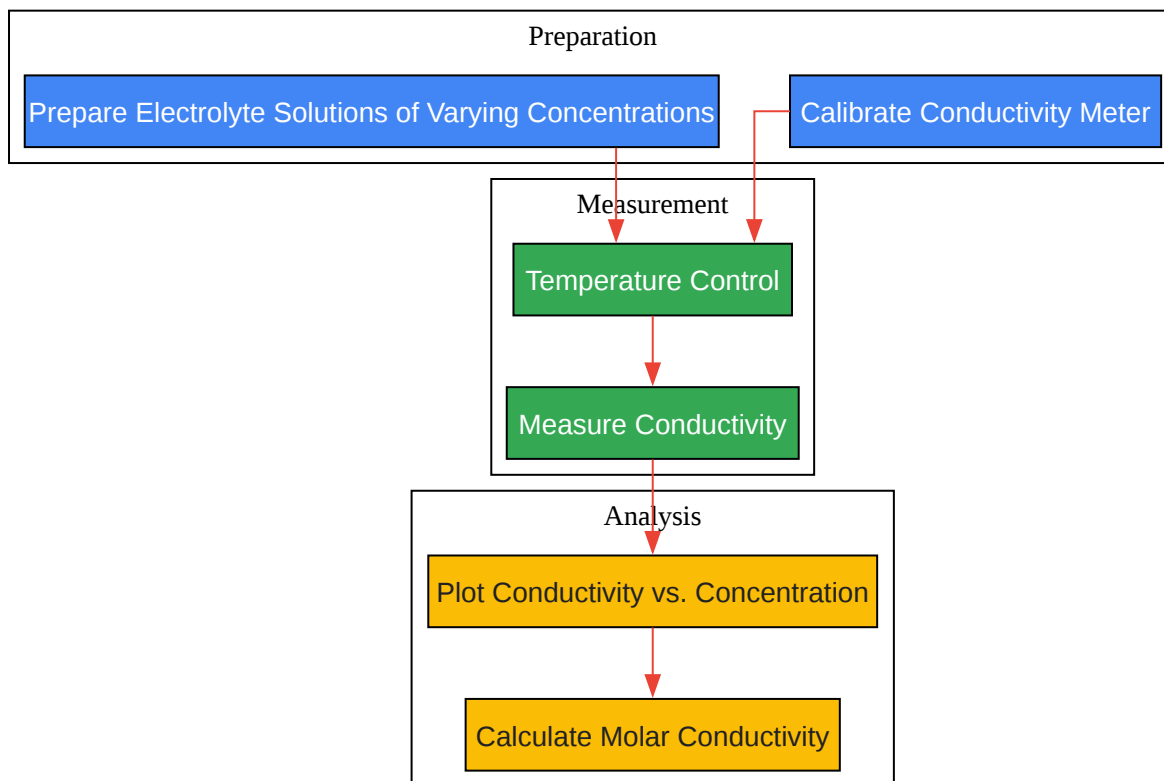 Preparation
Prepare Electrolyte Solutions of Varying Concentrations
Calibrate Conductivity Meter
Measurement
Temperature Control
Measure Conductivity
Analysis
Plot Conductivity vs. Concentration
Calculate Molar Conductivity